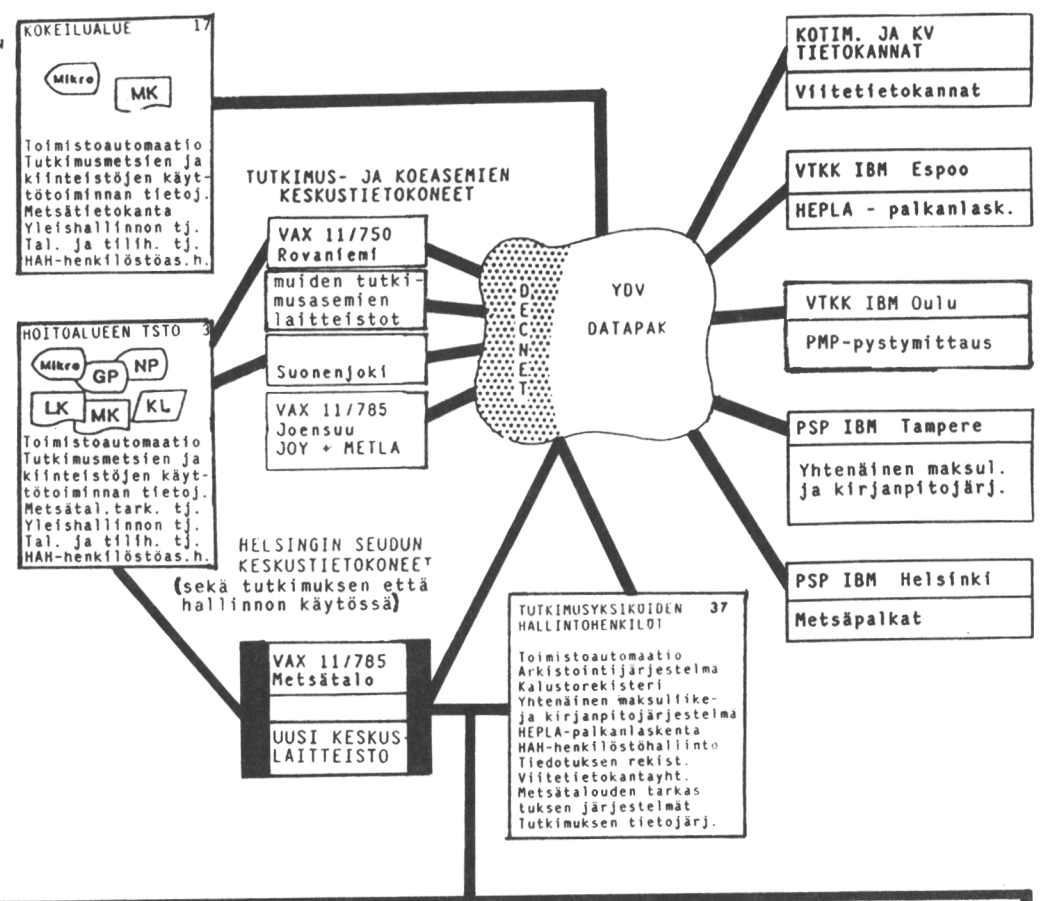 KOKEILUALUE 17
Mikro
MK
Toimistoautomaatio
Tutkimusmetsien ja
kiinteistöjen käyt-
tötoiminnan tietoj.
Metsätietokanta
Yleishallinnon tj.
Tal. ja tilih. tj.
HAH-henkilöstöas.h.
HOITOALUEEN TSTO 3
Mikro
GP
NP
LK
MK
KL
Toimistoautomaatio
Tutkimusmetsien ja
kiinteistöjen käyt-
tötoiminnan tietoj.
Metsätal.tark. tj.
Yleishallinnon tj.
Tal. ja tilih. tj.
HAH-henkilöstöas.h.
TUTKIMUS- JA KOEASEMIEN
KESKUSTIETOKONEET
VAX 11/750
Rovaniemi
muiden tutki-
musasemien
laitteistot
Suonenjoki
VAX 11/785
Joensuu
JOY + METLA
DECNET
YDV
DATAPAK
KOTIM. JA KV
TIETOKANNAT
Viitetietokannat
VTKK IBM Espoo
HEPLA - palkanlask.
VTKK IBM Oulu
PMP-pystymittaus
PSP IBM Tampere
Yhtenäinen maksul.
ja kirjanpitojärj.
PSP IBM Helsinki
Metsäpalkat
HELSINGIN SEUDUN
KESKUSTIETOKONEET
(sekä tutkimuksen että
hallinnon käytössä)
VAX 11/785
Metsätalo
UUSI KESKUS-
LAITTEISTO
TUTKIMUSYKSIKOIDEN 37
HALLINTOHENKILÖT
Toimistoautomaatio
Arkistointijärjestelma
Kalustorekisteri
Yhtenäinen maksulike-
ja kirjanpitojärjestelmä
HEPLA-palkanlaskenta
HAH-henkilöstöhallinto
Tiedotuksen rekist.
Viitetietokantayht.
Metsätalouden tarkas
tuksen järjestelmät
Tutkimuksen tietojärj.